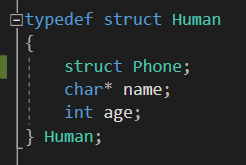 typedef struct Human
{
struct Phone;
char* name;
int age;
} Human;